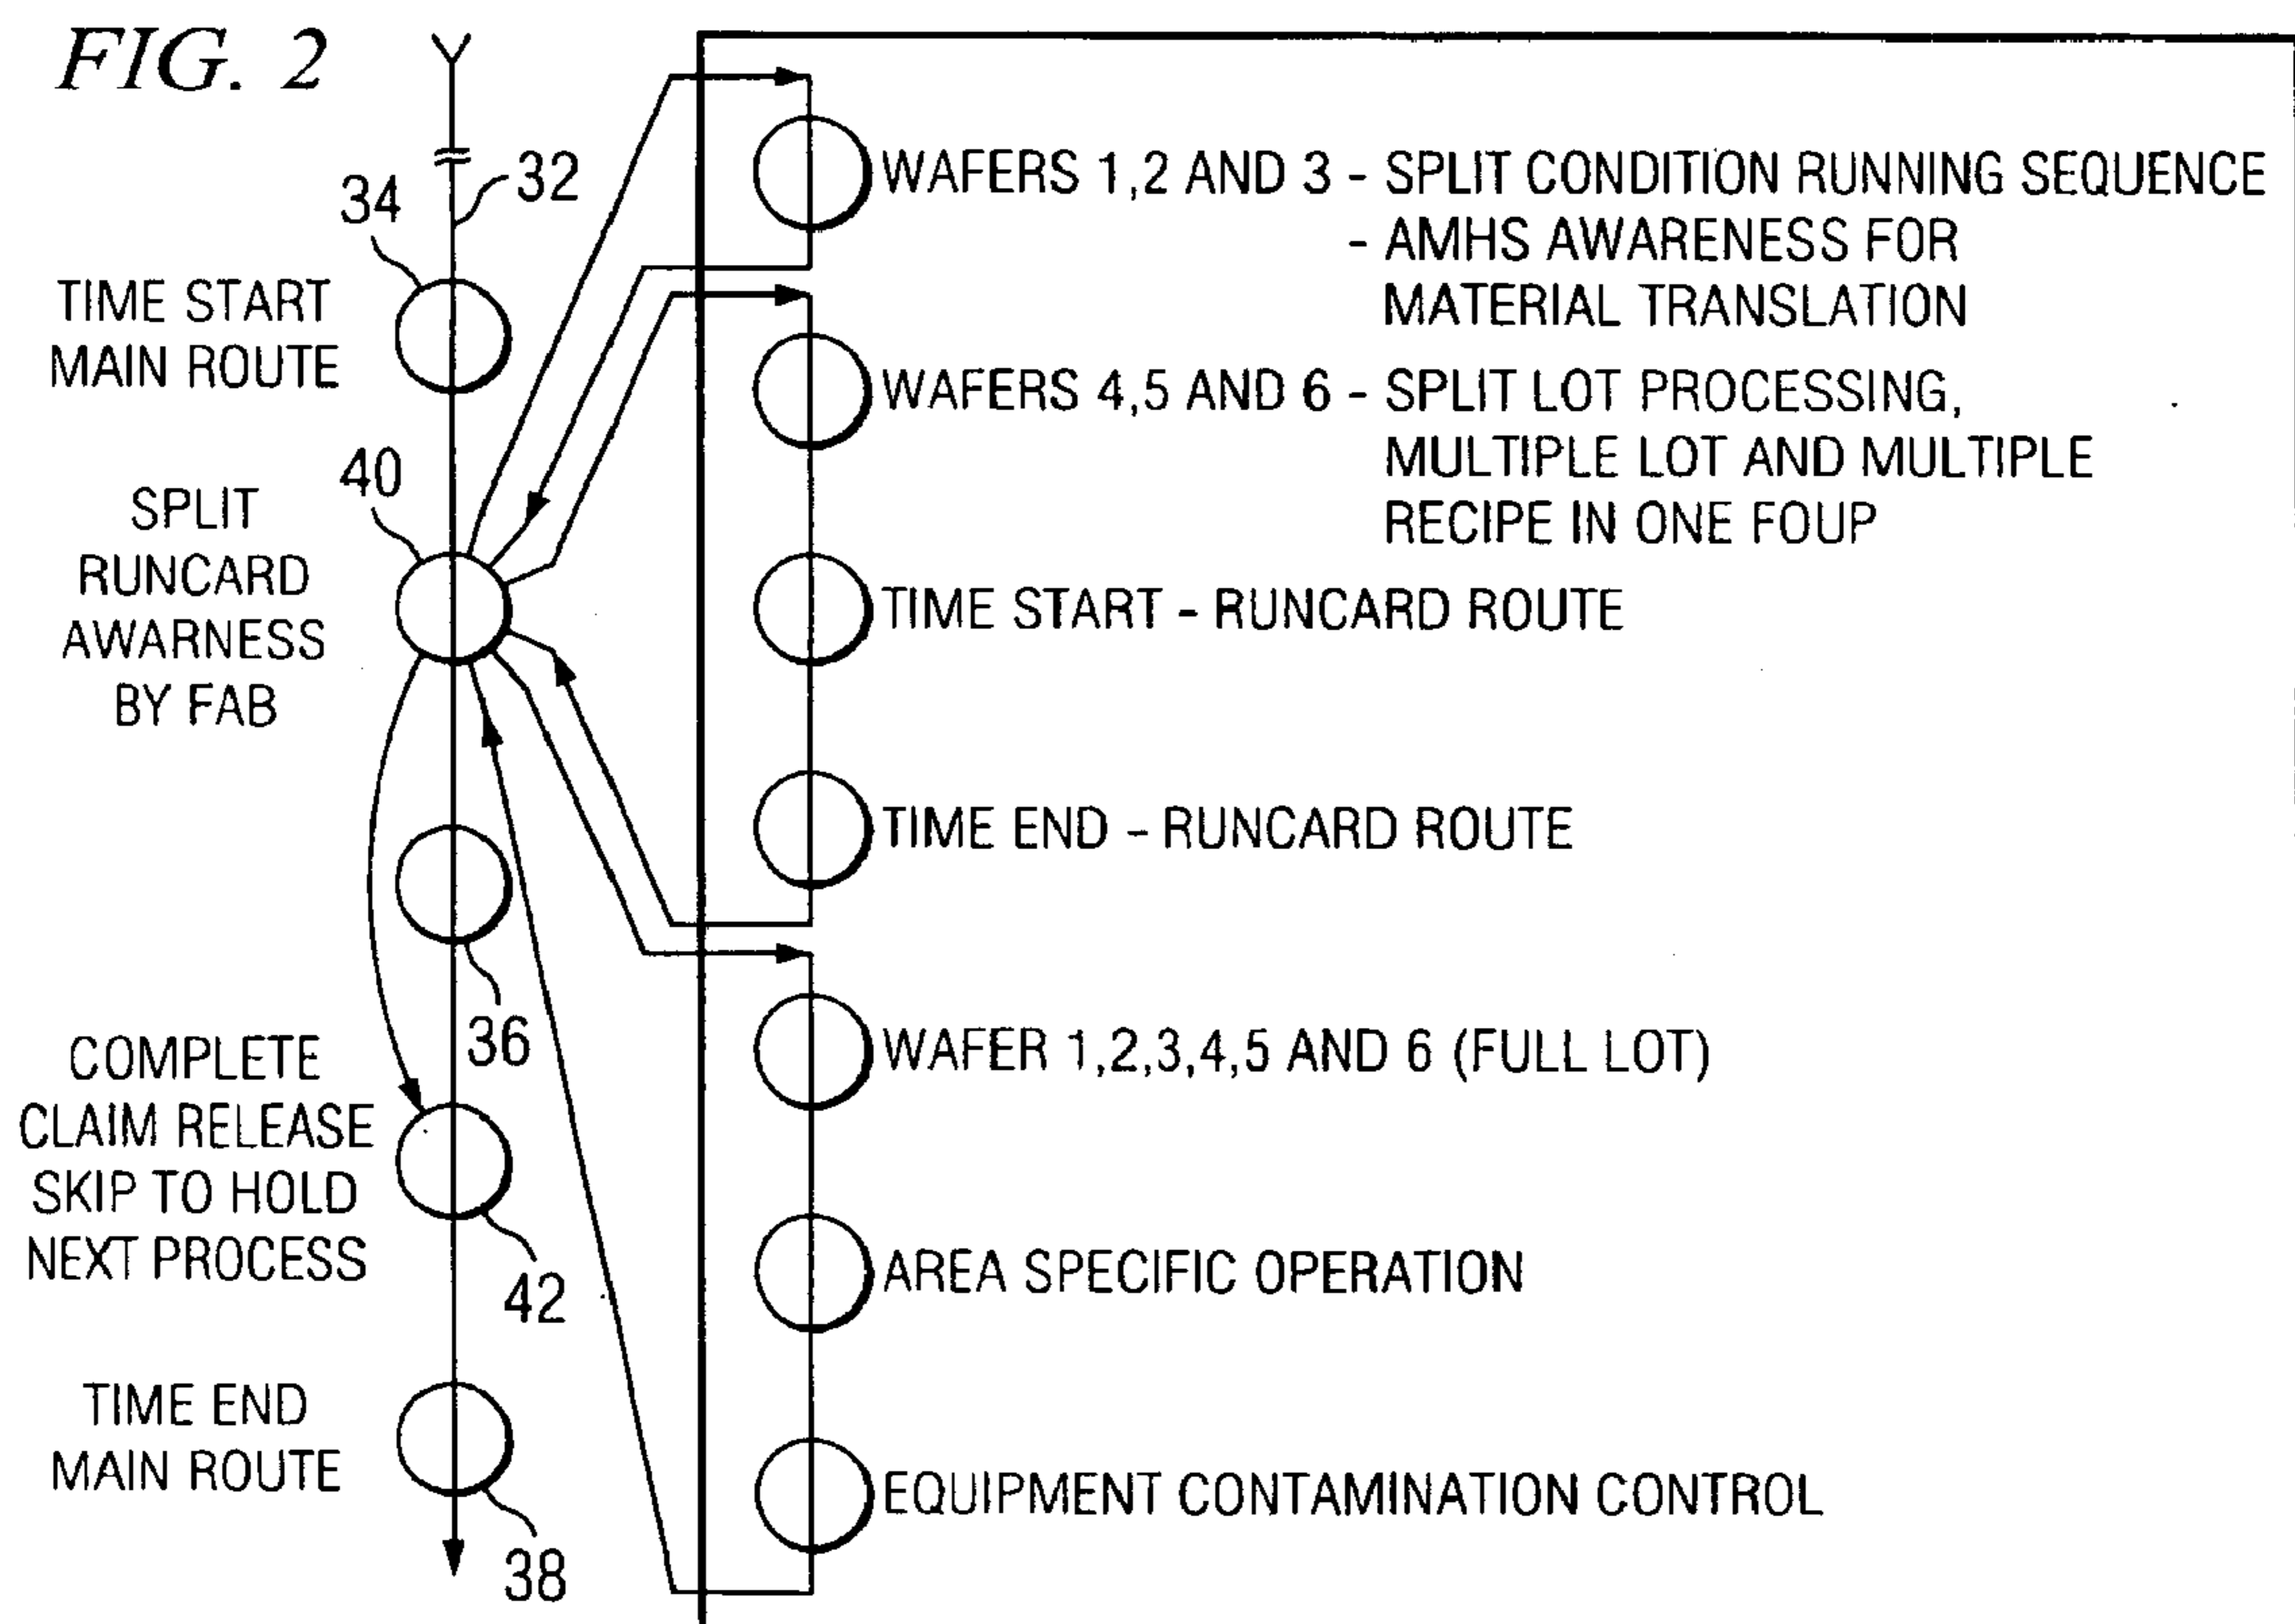 FIG. 2
32
34
TIME START
MAIN ROUTE
40
SPLIT
RUNCARD
AWARNESS
BY FAB
36
COMPLETE
CLAIM RELEASE
SKIP TO HOLD
NEXT PROCESS
42
TIME END
MAIN ROUTE
38
WAFERS 1,2 AND 3 - SPLIT CONDITION RUNNING SEQUENCE
- AMHS AWARENESS FOR
MATERIAL TRANSLATION
WAFERS 4,5 AND 6 - SPLIT LOT PROCESSING,
MULTIPLE LOT AND MULTIPLE
RECIPE IN ONE FOUP
TIME START - RUNCARD ROUTE
TIME END - RUNCARD ROUTE
WAFER 1,2,3,4,5 AND 6 (FULL LOT)
AREA SPECIFIC OPERATION
EQUIPMENT CONTAMINATION CONTROL